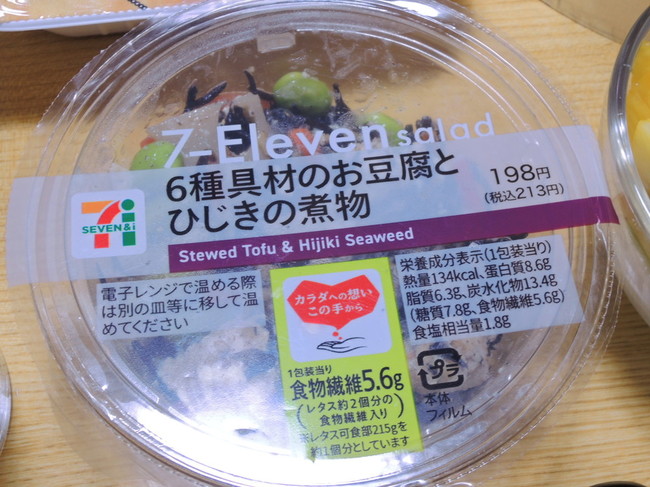 7-Eleven salad
6種具材のお豆腐と
ひじきの煮物
198円
(税込213円)
SEVEN&i
Stewed Tofu & Hijiki Seaweed
電子レンジで温める際
は別の皿等に移して温
めてください
カラダへの想い
この手から
1包装当り
食物繊維5.6g
(レタス約2個分の
食物繊維入り)
※レタス可食部215gを
約1個分としています
栄養成分表示(1包装当り)
熱量134kcal、蛋白質8.6g
脂質6.3g、炭水化物13.4g
(糖質7.8g、食物繊維5.6g)
食塩相当量1.8g
プラ
本体
フィルム